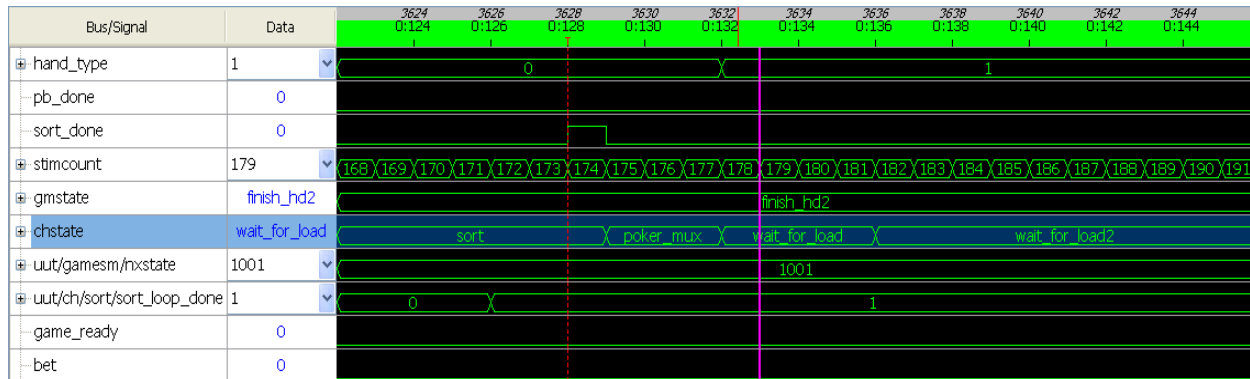 3624 3626 3628 3630 3632 3634 3636 3638 3640 3642 3644
Bus/Signal Data 0:124 0:126 0:128 0:130 0:132 0:134 0:136 0:138 0:140 0:142 0:144
hand_type 1 0 1
pb_done 0
sort_done 0
stimcount 179 168 169 170 171 172 173 174 175 176 177 178 179 180 181 182 183 184 185 186 187 188 189 190 191
gmstate finish_hd2 finish_hd2
chstate wait_for_load sort poker_mux wait_for_load wait_for_load2
uut/gamesm/nxstate 1001 1001
uut/ch/sort/sort_loop_done 1 0 1
game_ready 0
bet 0